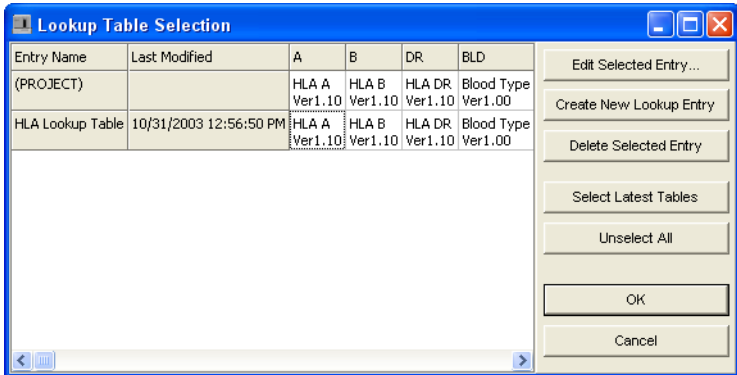 Lookup Table Selection
Entry Name Last Modified A B DR BLD
(PROJECT) HLA A HLA B HLA DR Blood Type
Ver1.10 Ver1.10 Ver1.10 Ver1.00
HLA Lookup Table 10/31/2003 12:56:50 PM HLA A HLA B HLA DR Blood Type
Ver1.10 Ver1.10 Ver1.10 Ver1.00
Edit Selected Entry...
Create New Lookup Entry
Delete Selected Entry
Select Latest Tables
Unselect All
OK
Cancel